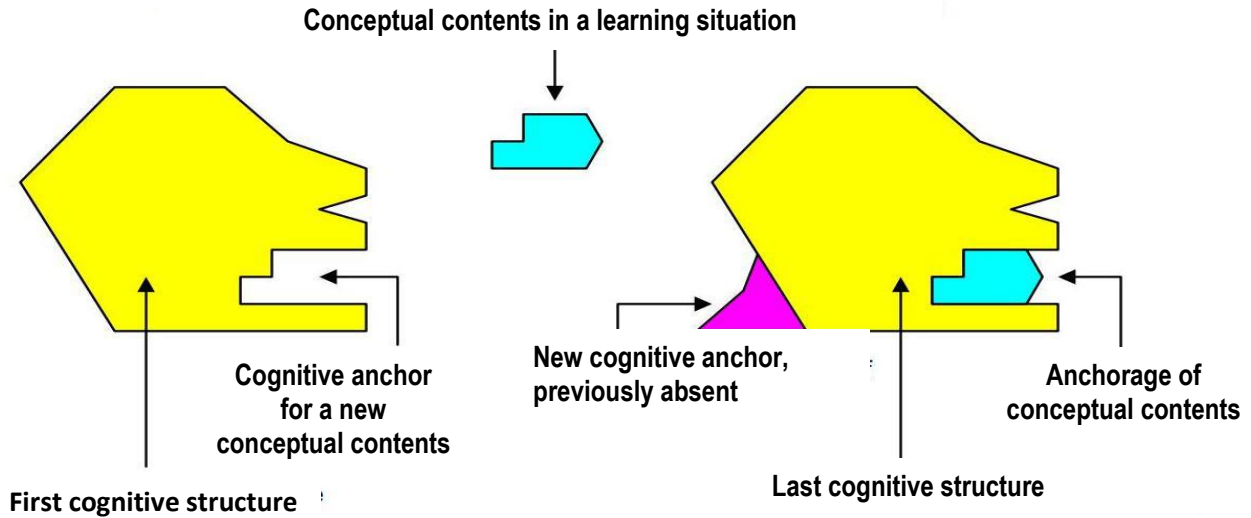 Conceptual contents in a learning situation
Cognitive anchor
for a new
conceptual contents
First cognitive structure
New cognitive anchor,
previously absent
Anchorage of
conceptual contents
Last cognitive structure